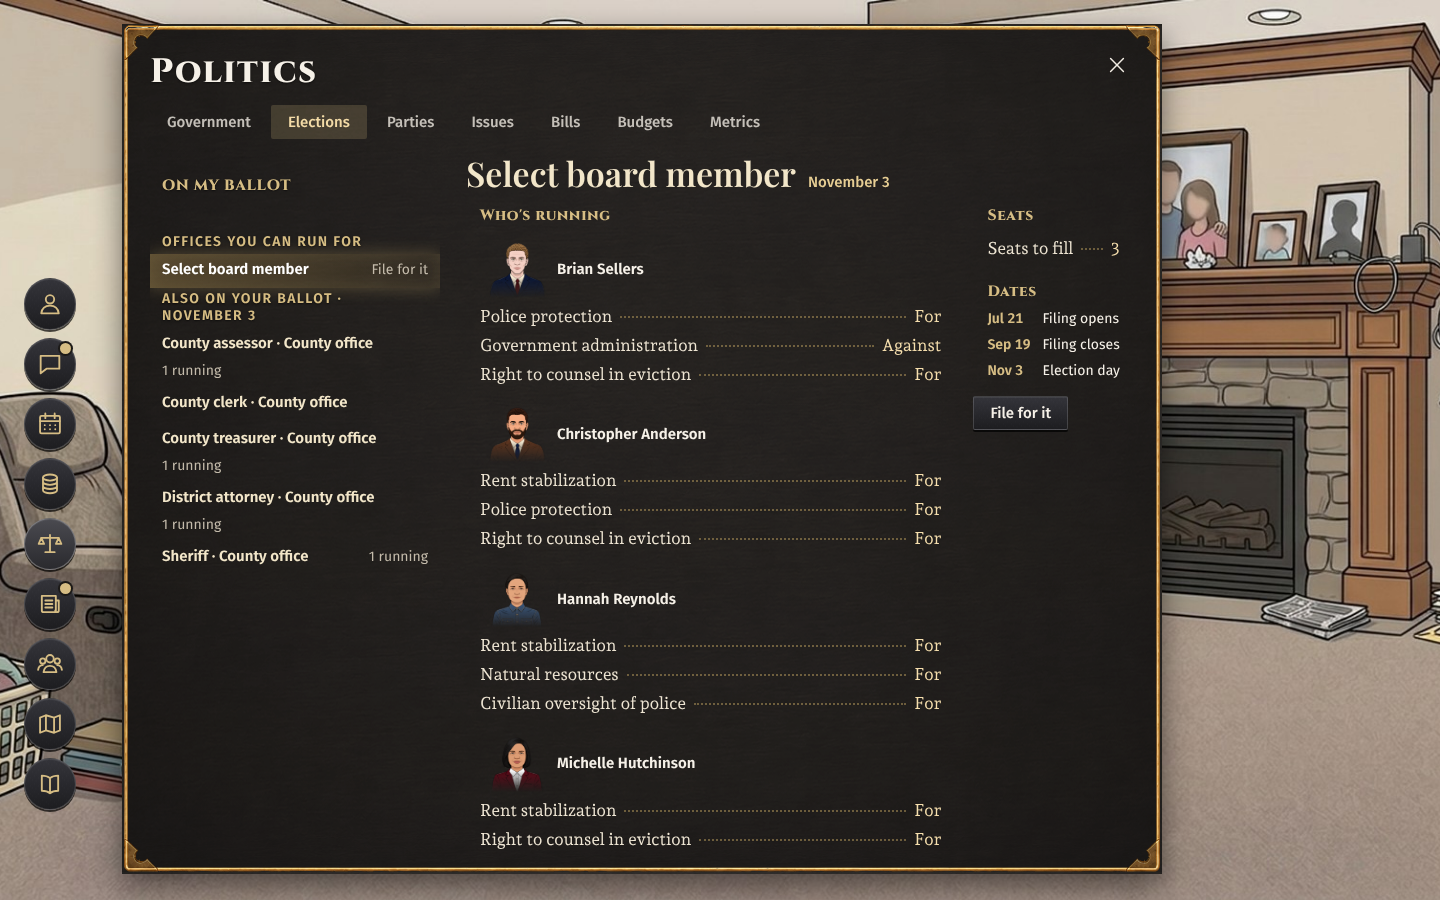 Politics
Government
Elections
Parties
Issues
Bills
Budgets
Metrics
On my ballot
OFFICES YOU CAN RUN FOR
Select board member
File for it
ALSO ON YOUR BALLOT ·
NOVEMBER 3
County assessor · County office
1 running
County clerk · County office
County treasurer · County office
1 running
District attorney · County office
1 running
Sheriff · County office
1 running
Select board member
November 3
Who's running
Brian Sellers
Police protection For
Government administration Against
Right to counsel in eviction For
Christopher Anderson
Rent stabilization For
Police protection For
Right to counsel in eviction For
Hannah Reynolds
Rent stabilization For
Natural resources For
Civilian oversight of police For
Michelle Hutchinson
Rent stabilization For
Right to counsel in eviction For
Seats
Seats to fill 3
Dates
Jul 21 Filing opens
Sep 19 Filing closes
Nov 3 Election day
File for it